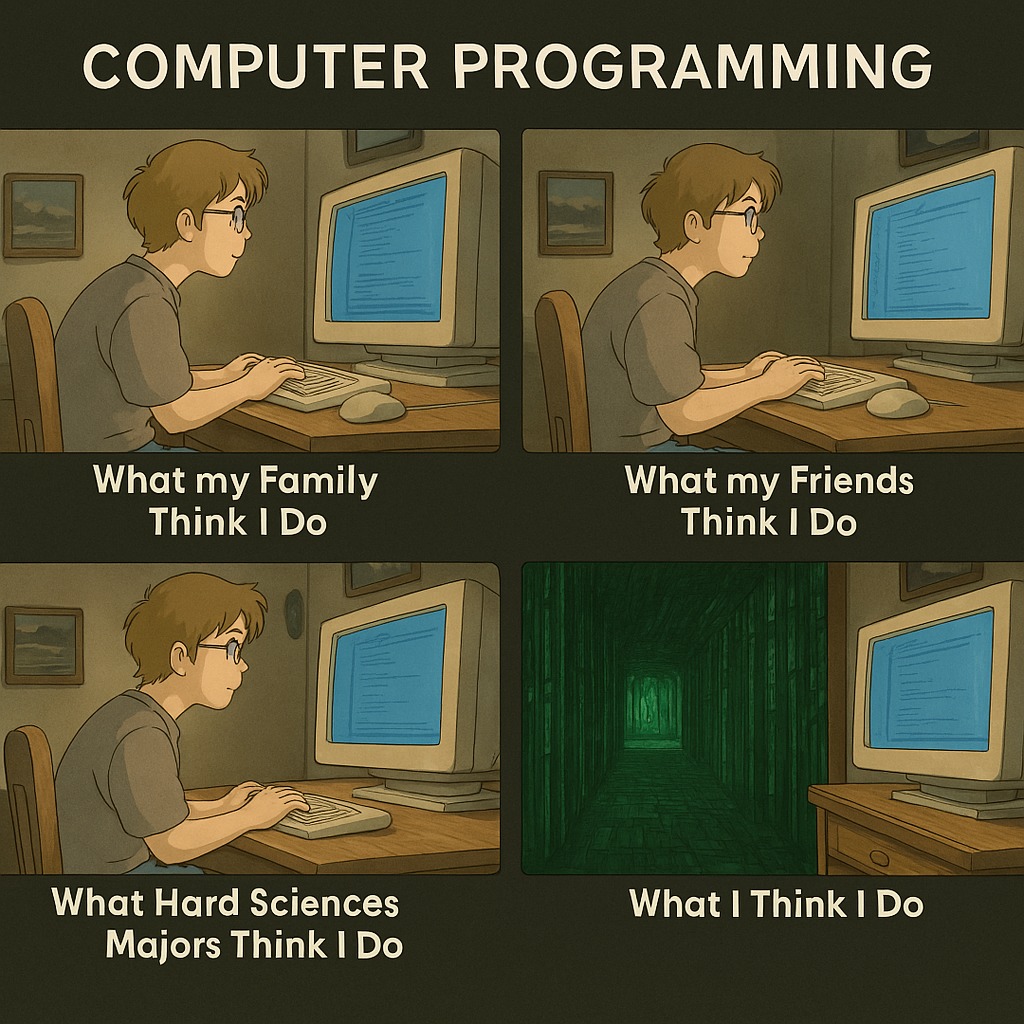 COMPUTER PROGRAMMING
What my Family
Think I Do
What my Friends
Think I Do
What Hard Sciences
Majors Think I Do
What I Think I Do